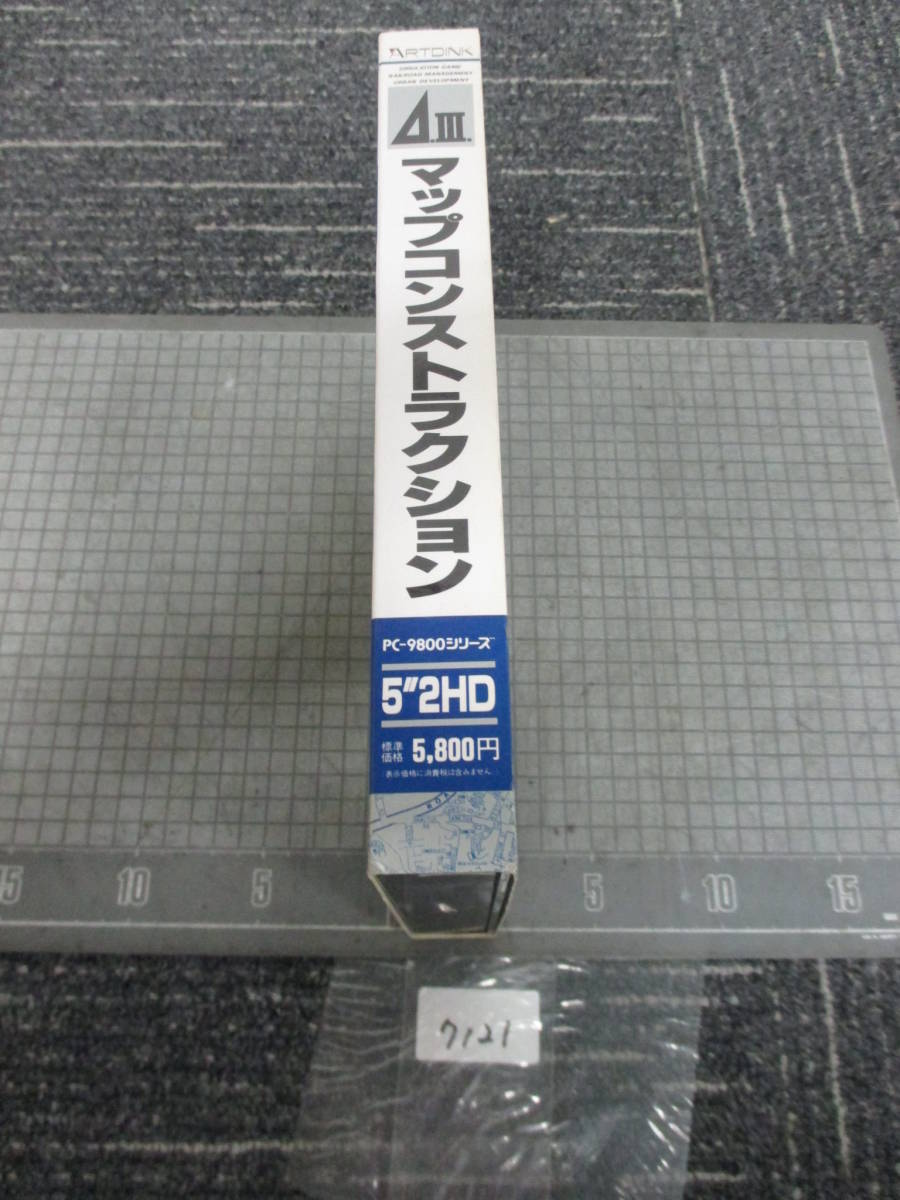 ARTDINK
SIMULATION GAME
RAILROAD MANAGEMENT
URBAN DEVELOPMENT
A.III.
マップコンストラクション
PC-9800シリーズ
5"2HD
標準価格 5,800円
表示価格に消費税は含みません
15 10 5 5 10 15
7121